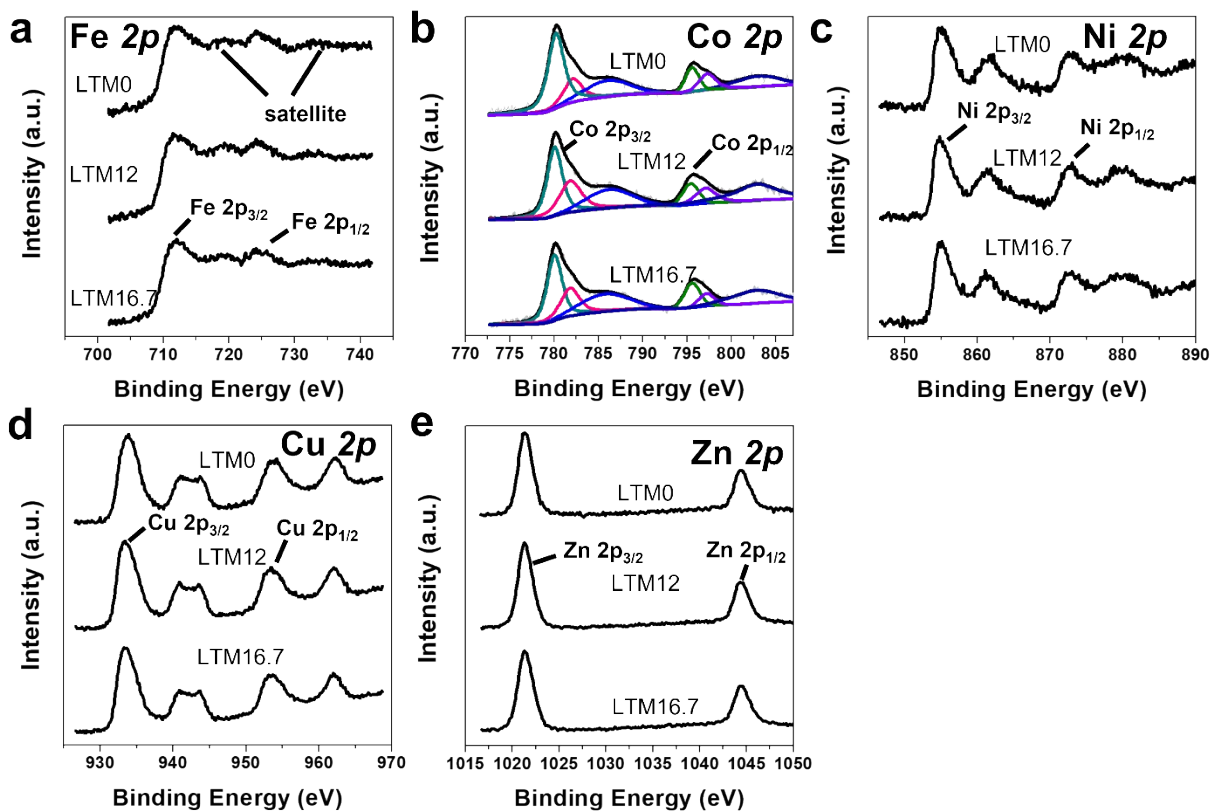 a
Fe 2p
LTM0
satellite
LTM12
Fe 2p3/2
Fe 2p1/2
LTM16.7
Intensity (a.u.)
700 710 720 730 740
Binding Energy (eV)
b
Co 2p
LTM0
Co 2p3/2
LTM12
Co 2p1/2
LTM16.7
Intensity (a.u.)
770 775 780 785 790 795 800 805
Binding Energy (eV)
c
Ni 2p
LTM0
Ni 2p3/2
LTM12
Ni 2p1/2
LTM16.7
Intensity (a.u.)
850 860 870 880 890
Binding Energy (eV)
d
Cu 2p
LTM0
Cu 2p3/2
Cu 2p1/2
LTM12
LTM16.7
Intensity (a.u.)
930 940 950 960 970
Binding Energy (eV)
e
Zn 2p
LTM0
Zn 2p3/2
Zn 2p1/2
LTM12
LTM16.7
Intensity (a.u.)
1015 1020 1025 1030 1035 1040 1045 1050
Binding Energy (eV)